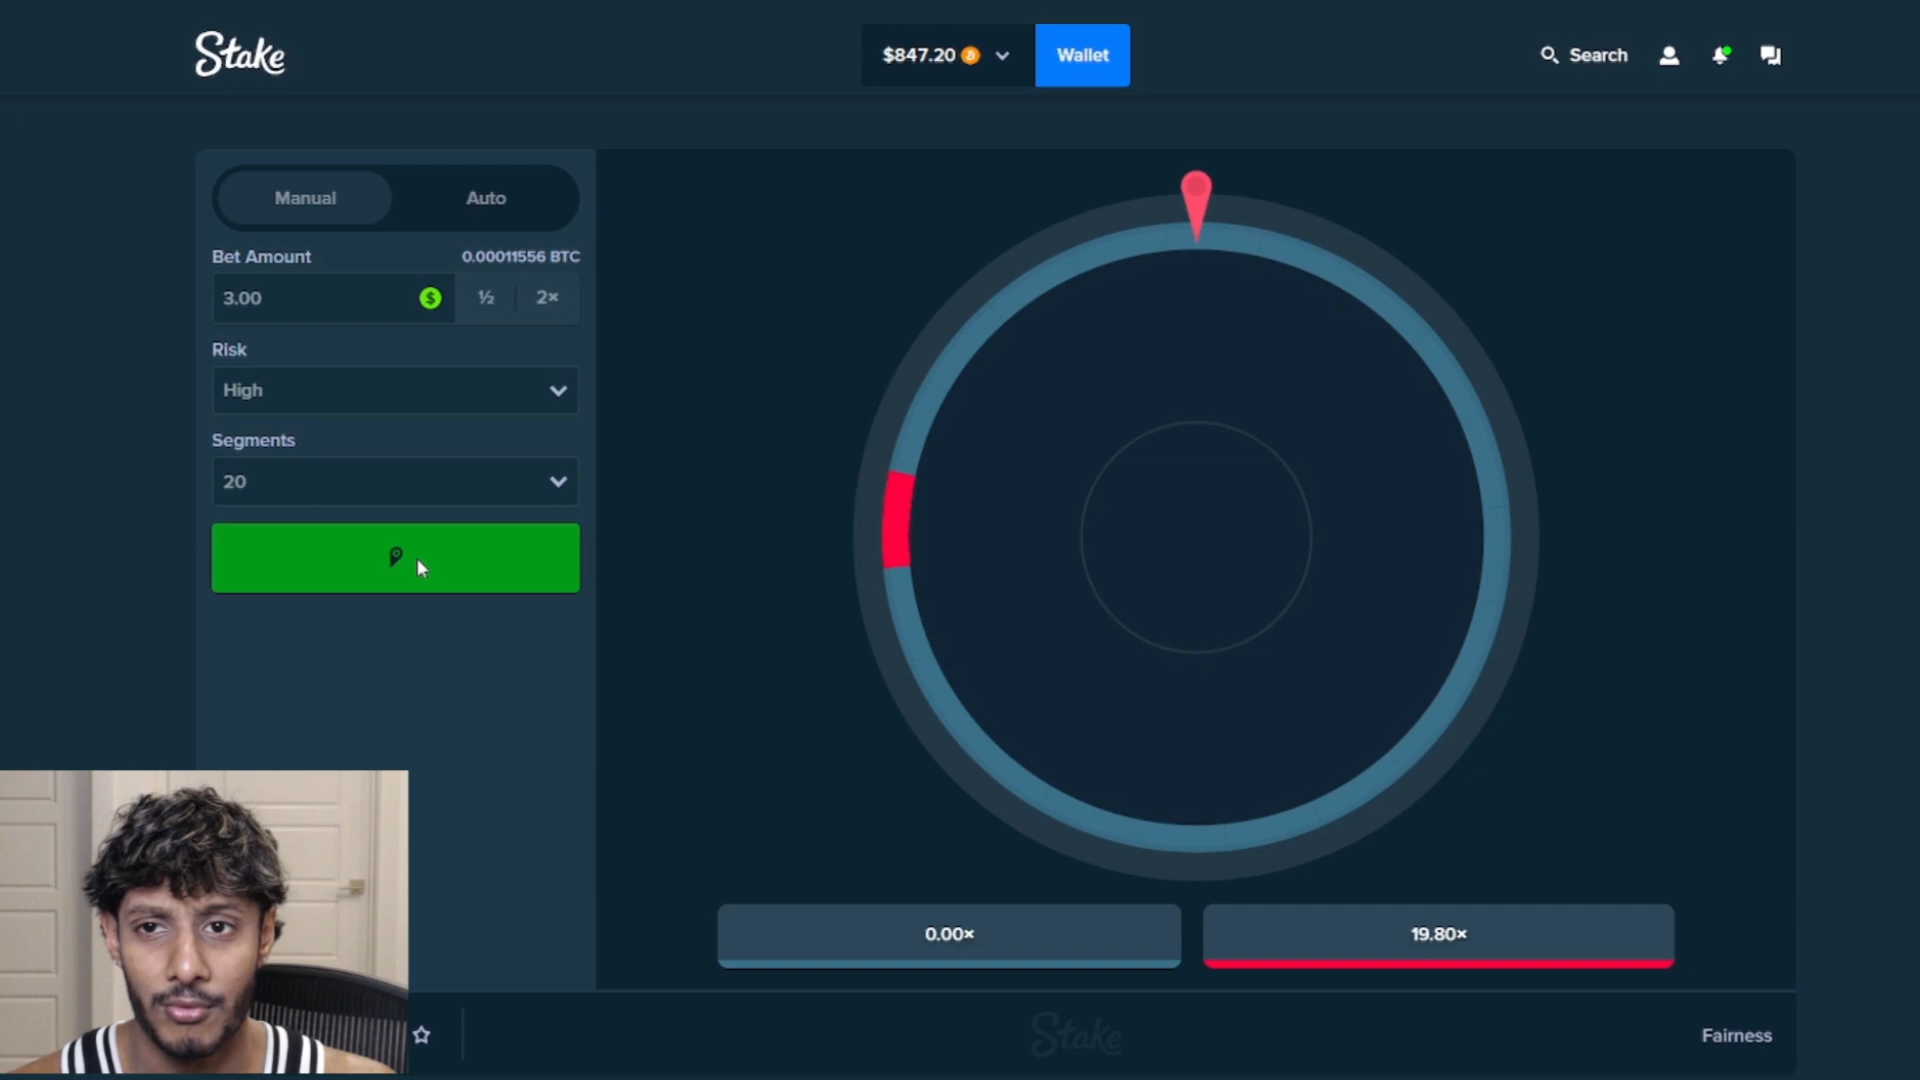 Stake
$847.20
Wallet
Search
Manual
Auto
Bet Amount
0.00011556 BTC
3.00
$
½
2×
Risk
High
Segments
20
0.00×
19.80×
Stake
Fairness